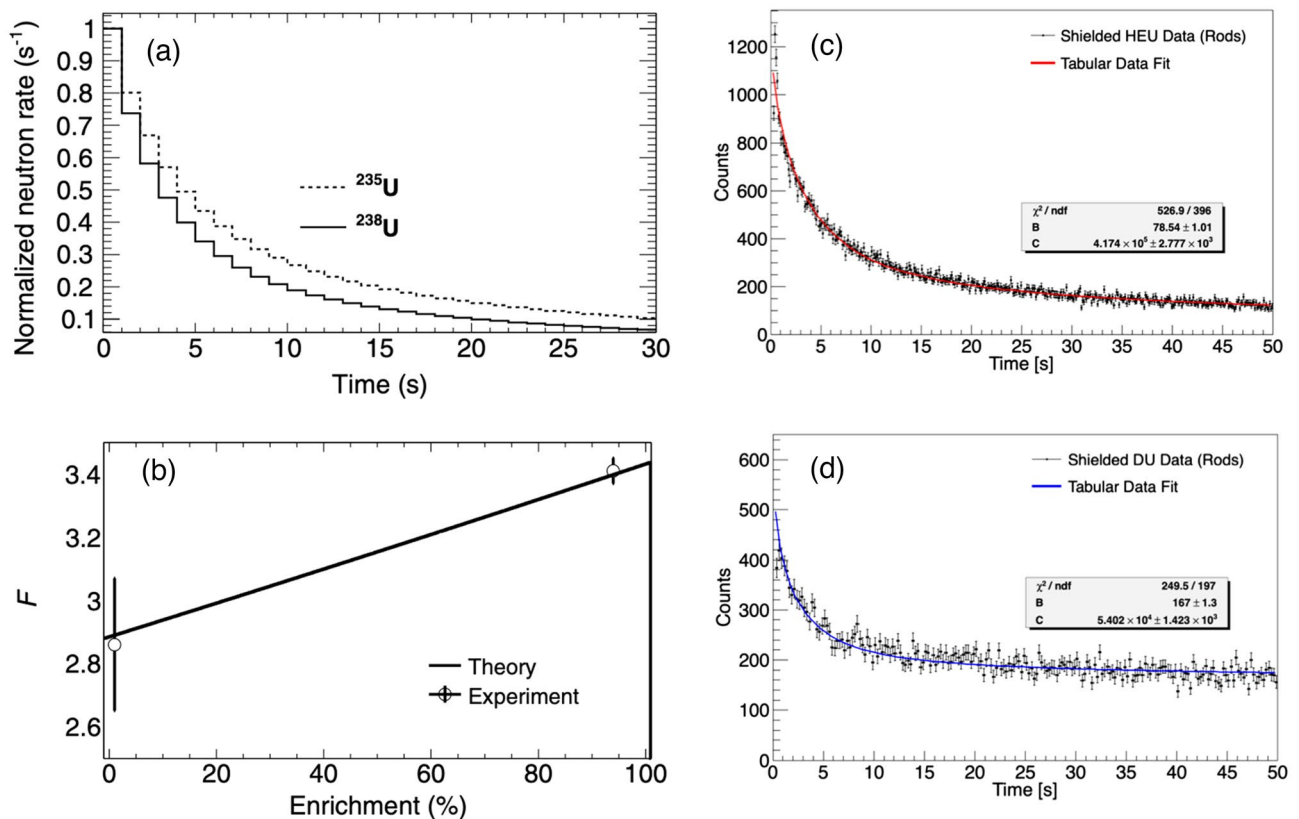 (a)
Normalized neutron rate (s⁻¹)
1
0.9
0.8
0.7
0.6
0.5
0.4
0.3
0.2
0.1
²³⁵U
²³⁸U
0 5 10 15 20 25 30
Time (s)
(c)
Counts
1200
1000
800
600
400
200
0
Shielded HEU Data (Rods)
Tabular Data Fit
χ² / ndf 526.9 / 396
B 78.54 ± 1.01
C 4.174 × 10⁵ ± 2.777 × 10³
0 5 10 15 20 25 30 35 40 45 50
Time [s]
(b)
F
3.4
3.2
3
2.8
2.6
Theory
Experiment
0 20 40 60 80 100
Enrichment (%)
(d)
Counts
600
500
400
300
200
100
0
Shielded DU Data (Rods)
Tabular Data Fit
χ² / ndf 249.5 / 197
B 167 ± 1.3
C 5.402 × 10⁴ ± 1.423 × 10³
0 5 10 15 20 25 30 35 40 45 50
Time [s]